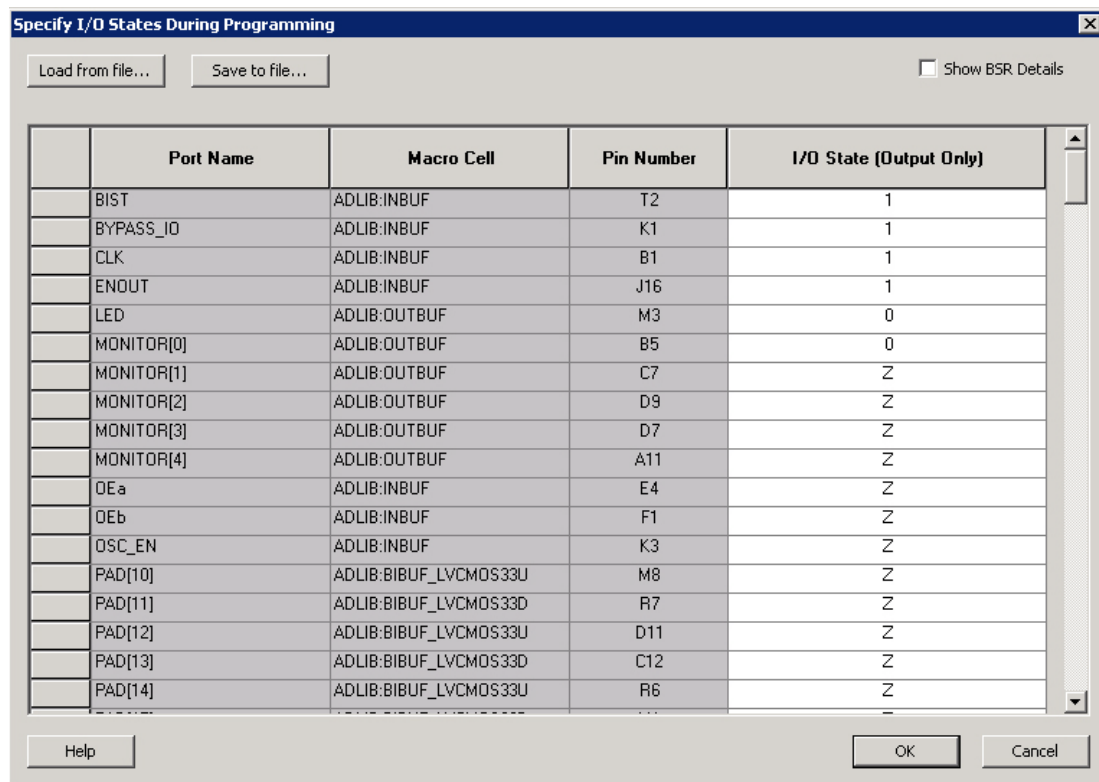 Specify I/O States During Programming
Load from file... Save to file... Show BSR Details
Port Name Macro Cell Pin Number I/O State (Output Only)
BIST ADLIB:INBUF T2 1
BYPASS_IO ADLIB:INBUF K1 1
CLK ADLIB:INBUF B1 1
ENOUT ADLIB:INBUF J16 1
LED ADLIB:OUTBUF M3 0
MONITOR[0] ADLIB:OUTBUF B5 0
MONITOR[1] ADLIB:OUTBUF C7 Z
MONITOR[2] ADLIB:OUTBUF D9 Z
MONITOR[3] ADLIB:OUTBUF D7 Z
MONITOR[4] ADLIB:OUTBUF A11 Z
OEa ADLIB:INBUF E4 Z
OEb ADLIB:INBUF F1 Z
OSC_EN ADLIB:INBUF K3 Z
PAD[10] ADLIB:BIBUF_LVCMOS33U M8 Z
PAD[11] ADLIB:BIBUF_LVCMOS33D R7 Z
PAD[12] ADLIB:BIBUF_LVCMOS33U D11 Z
PAD[13] ADLIB:BIBUF_LVCMOS33D C12 Z
PAD[14] ADLIB:BIBUF_LVCMOS33U R6 Z
Help OK Cancel